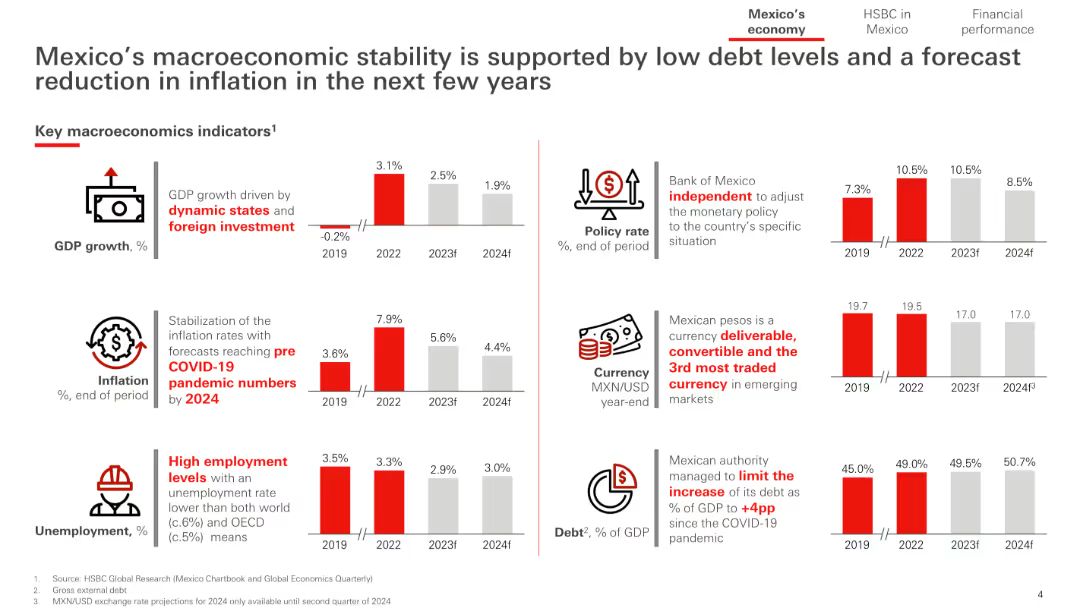 Mexico's
economy
HSBC in
Mexico
Financial
performance
Mexico's macroeconomic stability is supported by low debt levels and a forecast
reduction in inflation in the next few years
Key macroeconomics indicators1
GDP growth, %
GDP growth driven by
dynamic states and
foreign investment
-0.2%
3.1%
2.5%
1.9%
2019
2022
2023f
2024f
Inflation
%, end of period
Stabilization of the
inflation rates with
forecasts reaching pre
COVID-19
pandemic numbers
by 2024
3.6%
7.9%
5.6%
4.4%
2019
2022
2023f
2024f
Unemployment, %
High employment
levels with an
unemployment rate
lower than both world
(c.6%) and OECD
(c.5%) means
3.5%
3.3%
2.9%
3.0%
2019
2022
2023f
2024f
Policy rate
%, end of period
Bank of Mexico
independent to adjust
the monetary policy
to the country's specific
situation
7.3%
10.5%
10.5%
8.5%
2019
2022
2023f
2024f
Currency
MXN/USD
year-end
Mexican pesos is a
currency deliverable,
convertible and the
3rd most traded
currency in emerging
markets
19.7
19.5
17.0
17.0
2019
2022
2023f
2024f3
Debt2, % of GDP
Mexican authority
managed to limit the
increase of its debt as
% of GDP to +4pp
since the COVID-19
pandemic
45.0%
49.0%
49.5%
50.7%
2019
2022
2023f
2024f
1. Source: HSBC Global Research (Mexico Chartbook and Global Economics Quarterly)
2. Gross external debt
3. MXN/USD exchange rate projections for 2024 only available until second quarter of 2024
4